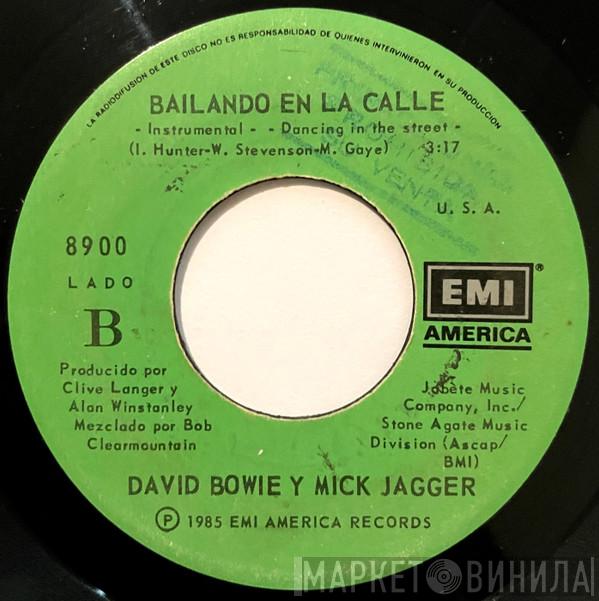 LA RADIODIFUSION DE ESTE DISCO NO ES RESPONSABILIDAD DE QUIENES INTERVINIERON EN SU PRODUCCION
BAILANDO EN LA CALLE
- Instrumental - - Dancing in the street -
(I. Hunter-W. Stevenson-M. Gaye) 3:17
U. S. A.
8900
LADO
B
EMI
®
AMERICA
Producido por
Clive Langer y
Alan Winstanley
Mezclado por Bob
Clearmountain
Jobete Music
Company, Inc./
Stone Agate Music
Division (Ascap/
BMI)
DAVID BOWIE Y MICK JAGGER
Ⓟ 1985 EMI AMERICA RECORDS
МАРКЕТ ВИНИЛА